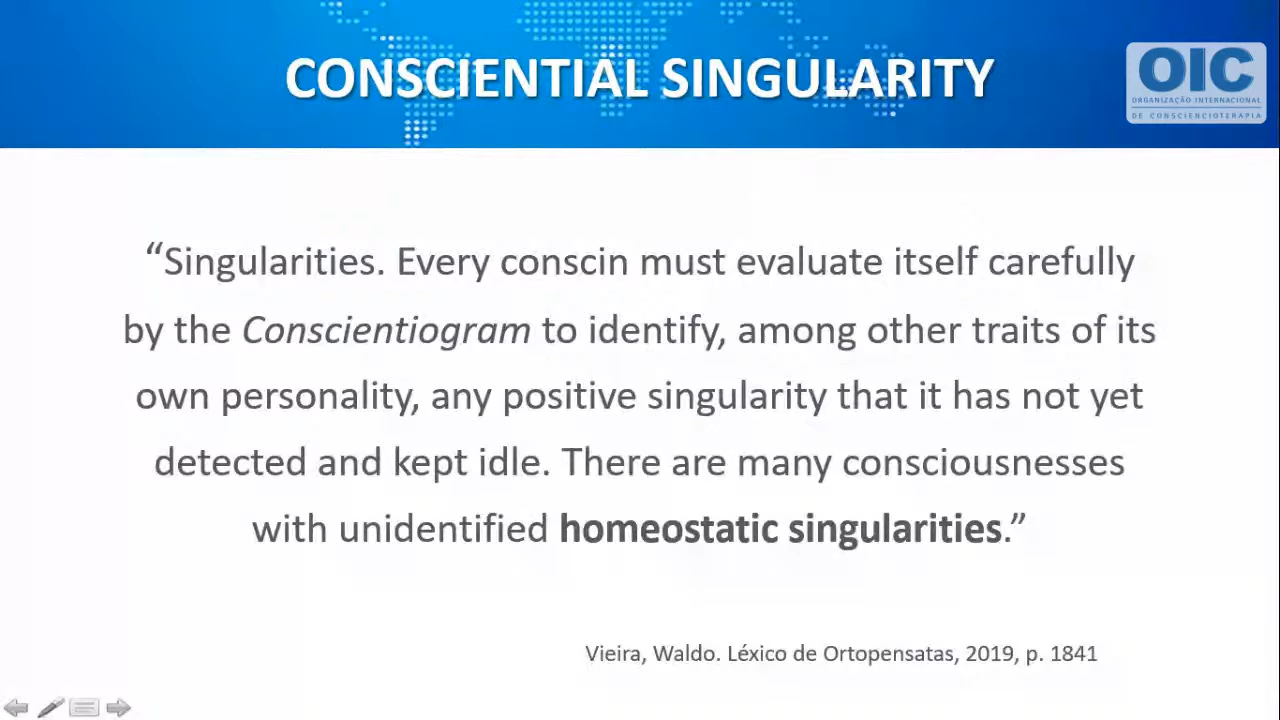 CONSCIENTIAL SINGULARITY
OIC
ORGANIZAÇÃO INTERNACIONAL
DE CONSCIENCIOTERAPIA
“Singularities. Every conscin must evaluate itself carefully
by the Conscientiogram to identify, among other traits of its
own personality, any positive singularity that it has not yet
detected and kept idle. There are many consciousnesses
with unidentified homeostatic singularities.”
Vieira, Waldo. Léxico de Ortopensatas, 2019, p. 1841